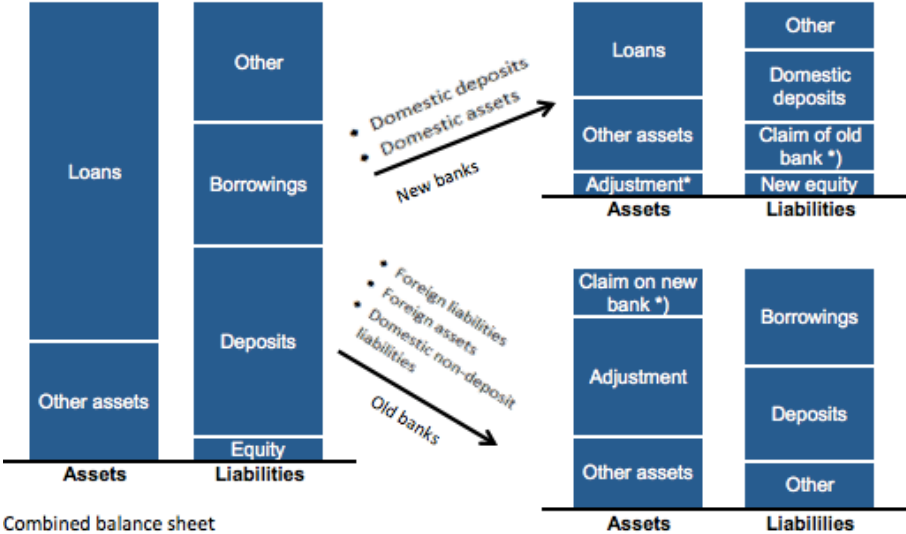 Loans
Other assets
Assets
Other
Borrowings
Deposits
Equity
Liabilities
Combined balance sheet
• Domestic deposits
• Domestic assets
New banks
• Foreign liabilities
• Foreign assets
• Domestic non-deposit
liabilities
Old banks
Loans
Other assets
Adjustment*
Assets
Other
Domestic
deposits
Claim of old
bank *)
New equity
Liabilities
Claim on new
bank *)
Adjustment
Other assets
Assets
Borrowings
Deposits
Other
Liabililies